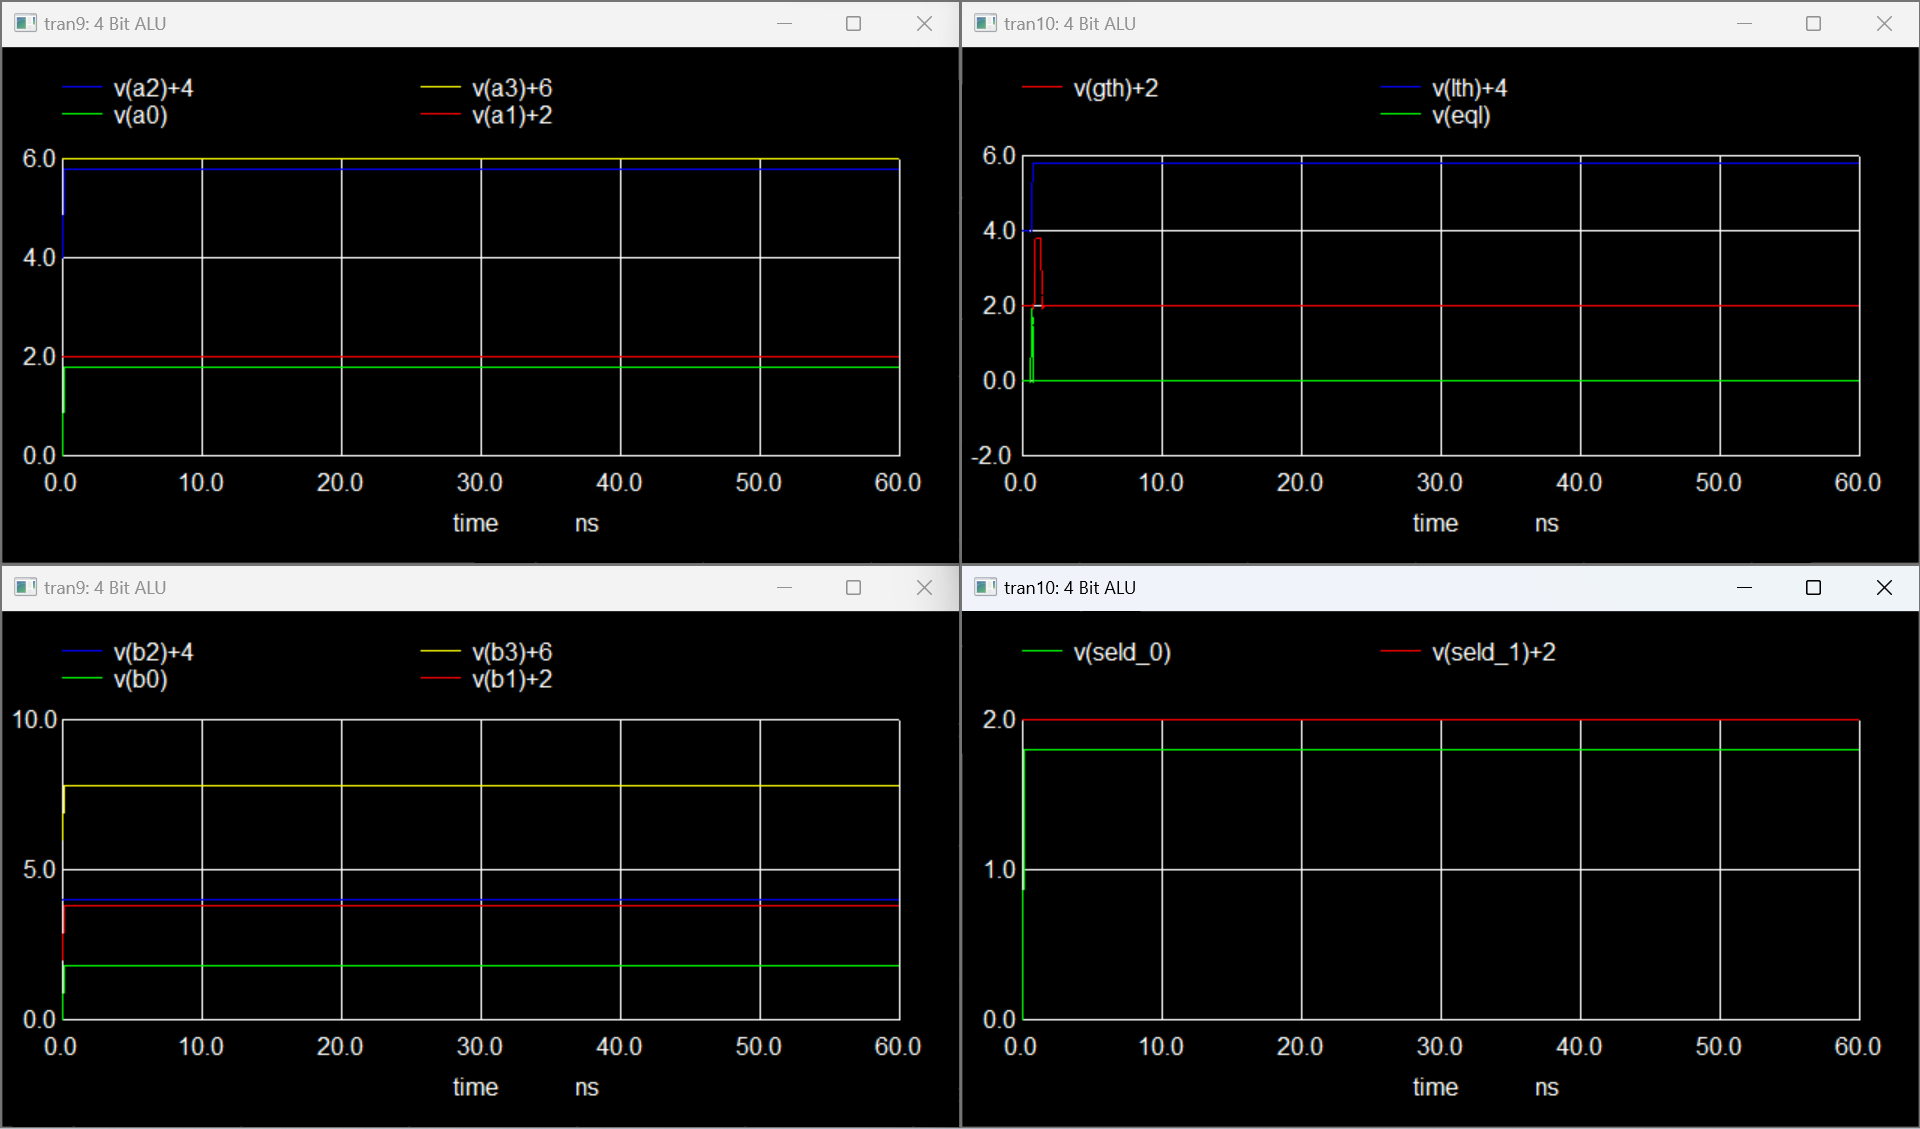 tran9: 4 Bit ALU
v(a2)+4 v(a3)+6
v(a0) v(a1)+2
6.0
4.0
2.0
0.0
0.0 10.0 20.0 30.0 40.0 50.0 60.0
time ns
tran10: 4 Bit ALU
v(gth)+2 v(lth)+4
v(eql)
6.0
4.0
2.0
0.0
-2.0
0.0 10.0 20.0 30.0 40.0 50.0 60.0
time ns
tran9: 4 Bit ALU
v(b2)+4 v(b3)+6
v(b0) v(b1)+2
10.0
5.0
0.0
0.0 10.0 20.0 30.0 40.0 50.0 60.0
time ns
tran10: 4 Bit ALU
v(seld_0) v(seld_1)+2
2.0
1.0
0.0
0.0 10.0 20.0 30.0 40.0 50.0 60.0
time ns